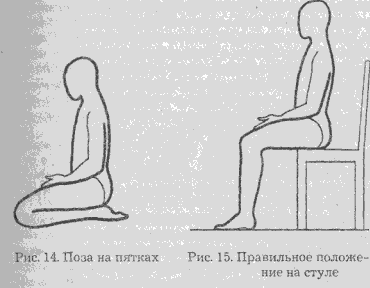 Рис. 14. Поза на пятках
Рис. 15. Правильное положе-
ние на стуле